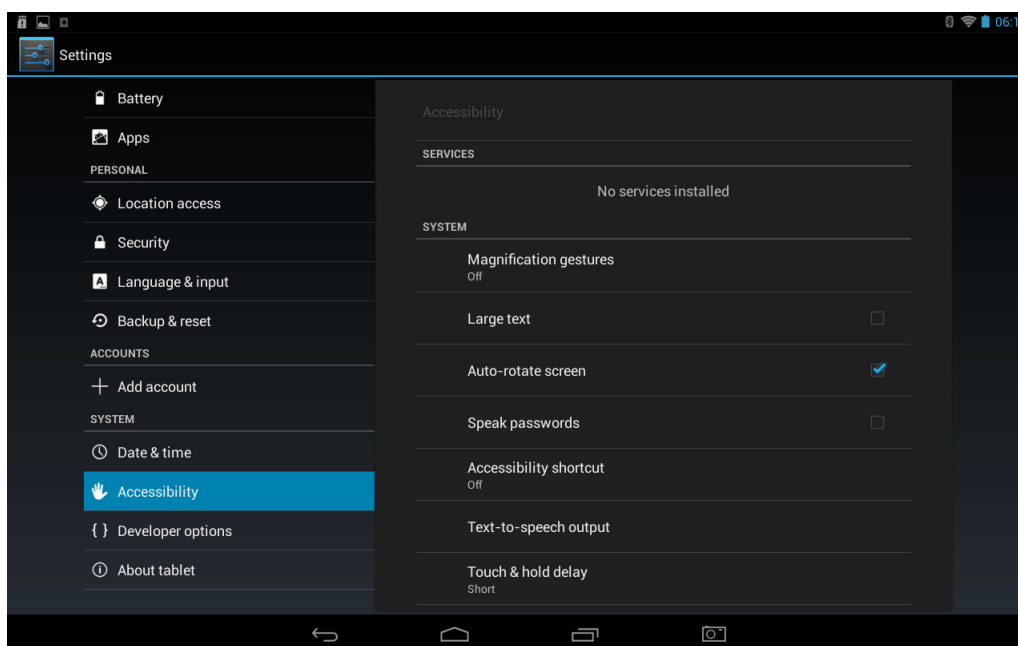 06:1
Settings
Battery
Apps
PERSONAL
Location access
Security
Language & input
Backup & reset
ACCOUNTS
Add account
SYSTEM
Date & time
Accessibility
{ } Developer options
About tablet
Accessibility
SERVICES
No services installed
SYSTEM
Magnification gestures
Off
Large text
Auto-rotate screen
Speak passwords
Accessibility shortcut
Off
Text-to-speech output
Touch & hold delay
Short